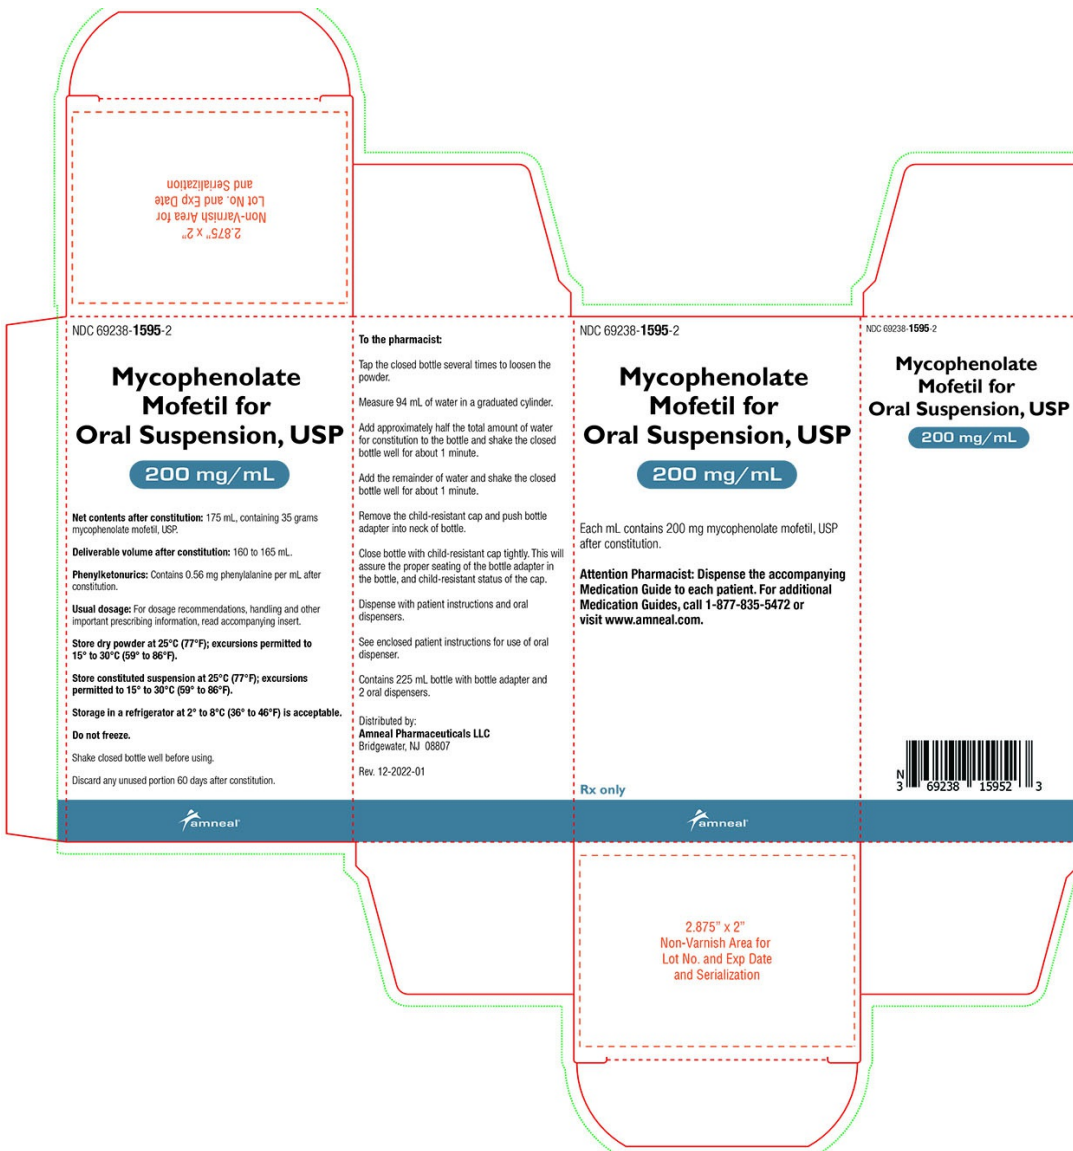 2.875" x 2"
Non-Varnish Area for
Lot No. and Exp Date
and Serialization
NDC 69238-1595-2
Mycophenolate
Mofetil for
Oral Suspension, USP
200 mg/mL
Net contents after constitution: 175 mL, containing 35 grams
mycophenolate mofetil, USP.
Deliverable volume after constitution: 160 to 165 mL.
Phenylketonurics: Contains 0.56 mg phenylalanine per mL after
constitution.
Usual dosage: For dosage recommendations, handling and other
important prescribing information, read accompanying insert.
Store dry powder at 25°C (77°F); excursions permitted to
15° to 30°C (59° to 86°F).
Store constituted suspension at 25°C (77°F); excursions
permitted to 15° to 30°C (59° to 86°F).
Storage in a refrigerator at 2° to 8°C (36° to 46°F) is acceptable.
Do not freeze.
Shake closed bottle well before using.
Discard any unused portion 60 days after constitution.
amneal
To the pharmacist:
Tap the closed bottle several times to loosen the
powder.
Measure 94 mL of water in a graduated cylinder.
Add approximately half the total amount of water
for constitution to the bottle and shake the closed
bottle well for about 1 minute.
Add the remainder of water and shake the closed
bottle well for about 1 minute.
Remove the child-resistant cap and push bottle
adapter into neck of bottle.
Close bottle with child-resistant cap tightly. This will
assure the proper seating of the bottle adapter in
the bottle, and child-resistant status of the cap.
Dispense with patient instructions and oral
dispensers.
See enclosed patient instructions for use of oral
dispenser.
Contains 225 mL bottle with bottle adapter and
2 oral dispensers.
Distributed by:
Amneal Pharmaceuticals LLC
Bridgewater, NJ 08807
Rev. 12-2022-01
NDC 69238-1595-2
Mycophenolate
Mofetil for
Oral Suspension, USP
200 mg/mL
Each mL contains 200 mg mycophenolate mofetil, USP
after constitution.
Attention Pharmacist: Dispense the accompanying
Medication Guide to each patient. For additional
Medication Guides, call 1-877-835-5472 or
visit www.amneal.com.
Rx only
amneal
2.875" x 2"
Non-Varnish Area for
Lot No. and Exp Date
and Serialization
NDC 69238-1595-2
Mycophenolate
Mofetil for
Oral Suspension, USP
200 mg/mL
N
3 69238 15952 3